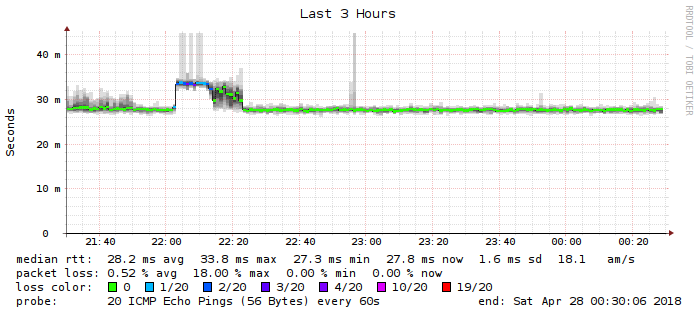 Last 3 Hours
RRDTOOL / TOBI OETIKER
Seconds
40 m
30 m
20 m
10 m
0
21:40 22:00 22:20 22:40 23:00 23:20 23:40 00:00 00:20
median rtt: 28.2 ms avg 33.8 ms max 27.3 ms min 27.8 ms now 1.6 ms sd 18.1 am/s
packet loss: 0.52 % avg 18.00 % max 0.00 % min 0.00 % now
loss color: 0 1/20 2/20 3/20 4/20 10/20 19/20
probe: 20 ICMP Echo Pings (56 Bytes) every 60s end: Sat Apr 28 00:30:06 2018